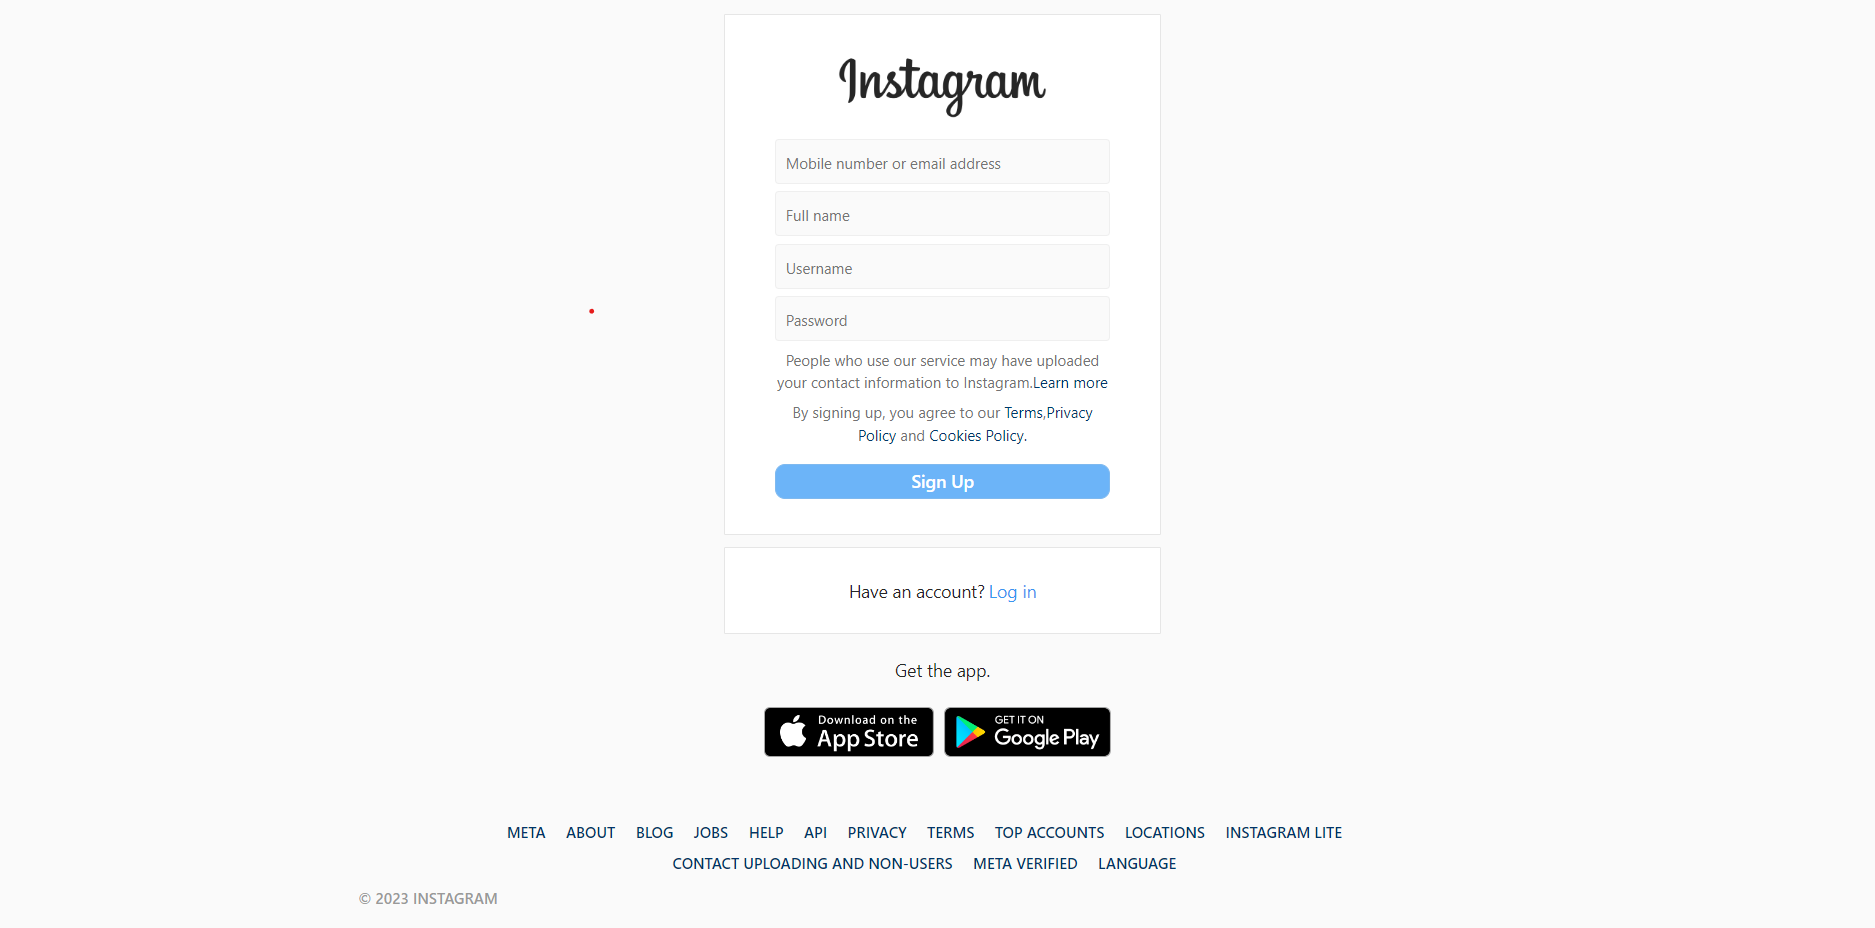 Instagram
Mobile number or email address
Full name
Username
Password
People who use our service may have uploaded
your contact information to Instagram.Learn more
By signing up, you agree to our Terms,Privacy
Policy and Cookies Policy.
Sign Up
Have an account? Log in
Get the app.
Download on the
App Store
GET IT ON
Google Play
META ABOUT BLOG JOBS HELP API PRIVACY TERMS TOP ACCOUNTS LOCATIONS INSTAGRAM LITE
CONTACT UPLOADING AND NON-USERS META VERIFIED LANGUAGE
© 2023 INSTAGRAM